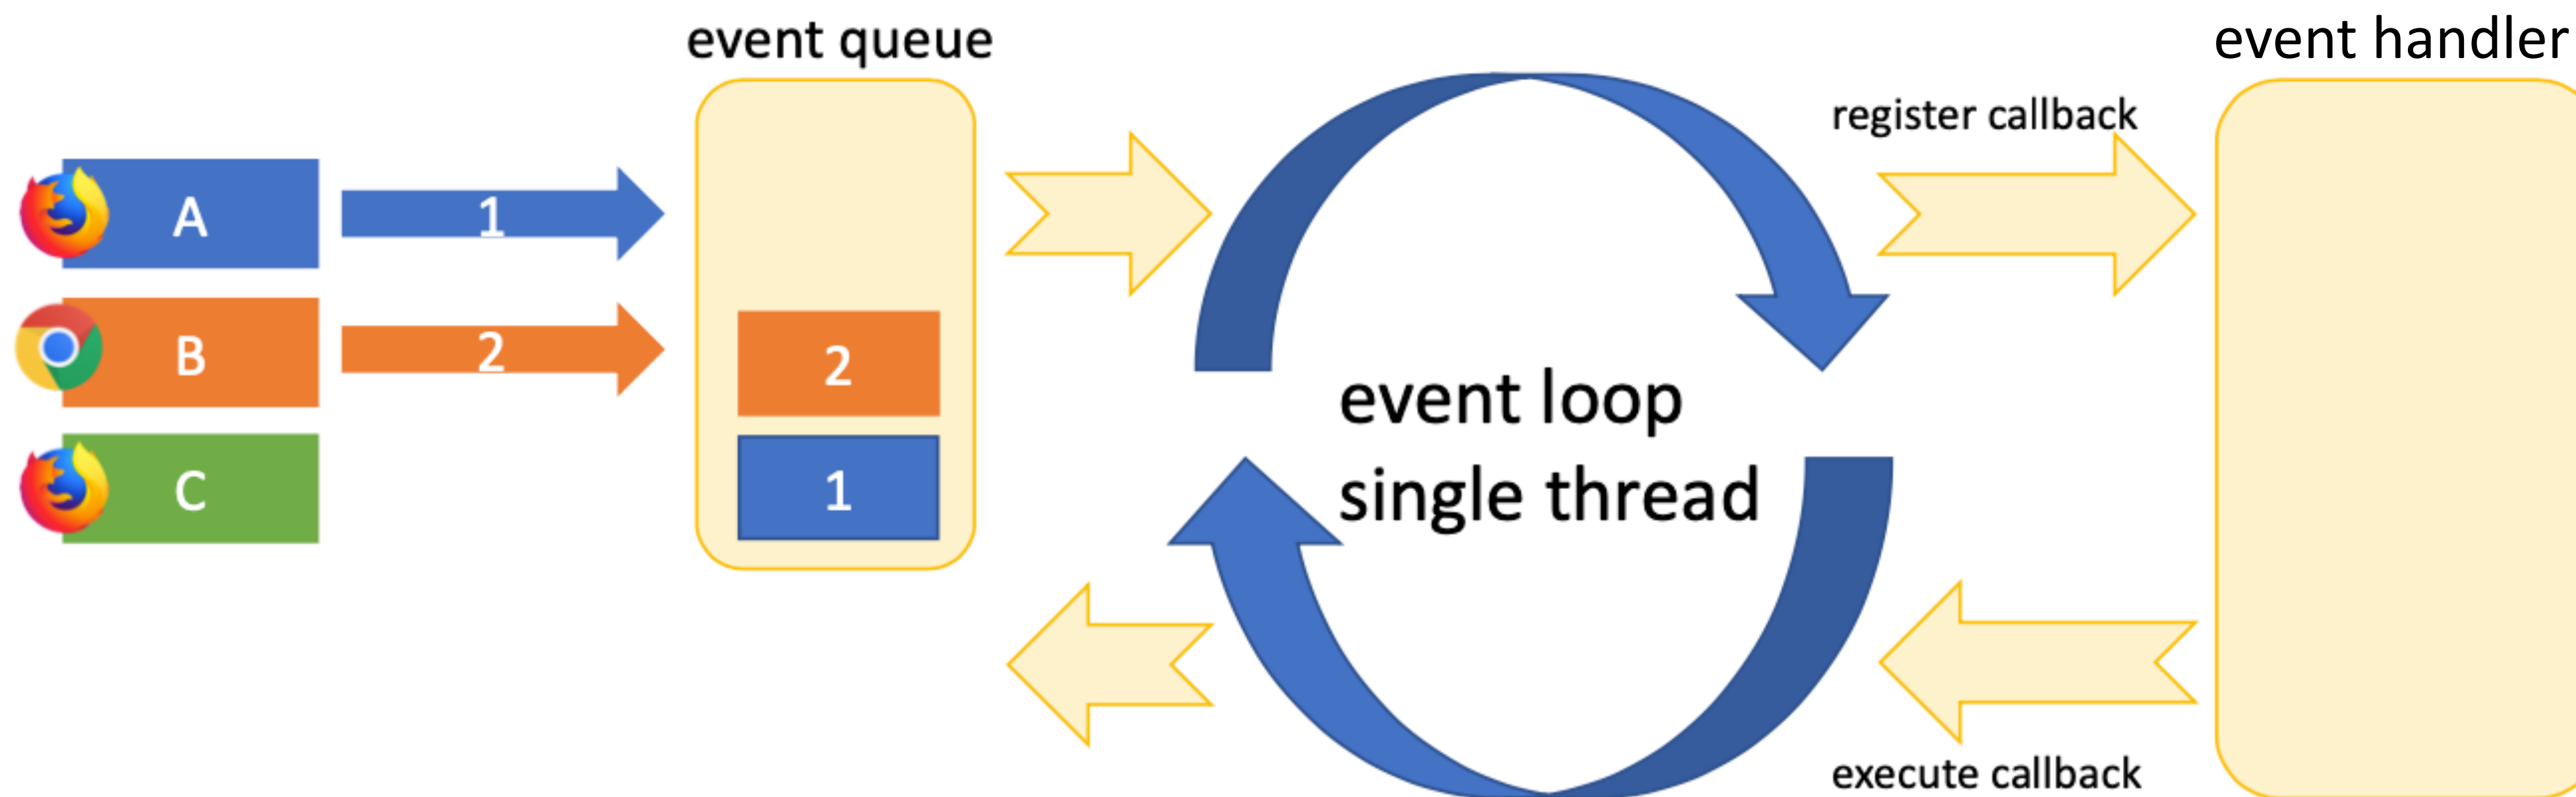 event queue
event handler
register callback
A
1
B
2
2
C
1
event loop
single thread
execute callback